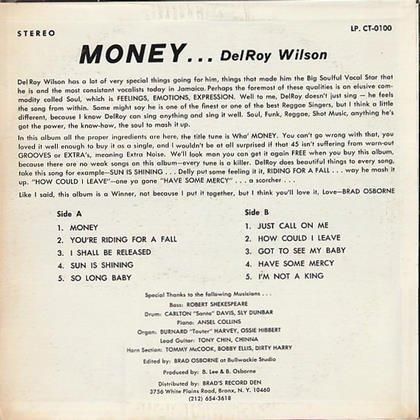 STEREO
LP. CT-0100
MONEY... DelRoy Wilson
DelRoy Wilson has a lot of very special things going for him, things that made him the Big Soulful Vocal Star that
he is and the most consistant vocalists today in Jamaica. Perhaps the foremost of these qualities is an elusive com-
modity called Soul, which is FEELINGS, EMOTIONS, EXPRESSION. Well to me, DelRoy doesn't just sing — he feels
the song from within. Some might say he is one of the finest or one of the best Reggae Singers, but I think a little
different, because I know DelRoy can sing anything and sing it well. Soul, Funk, Reggae, Shot Music, anything he's
got the power, the know-how, the soul to mash it up.
In this album all the proper ingredients are here, the title tune is Wha' MONEY. You can't go wrong with that, you
loved it well enough to buy it as a single, and I wouldn't be at all surprised if that 45 isn't suffering from warn-out
GROOVES or EXTRA's, meaning Extra Noise. We'll look man you can get it again FREE when you buy this album,
because there are no weak songs on this album—every tune is a killer. DelRoy does beautiful things to every song,
take this song for example—SUN IS SHINING . . . Delly put some feeling it it, RIDING FOR A FALL . . . way he mash it
up. "HOW COULD I LEAVE"—one ya gone "HAVE SOME MERCY" . . . a scorcher . . .
Like I said, this album is a Winner, not because I put it together, but I think you'll love it. Love—BRAD OSBORNE
Side A
1. MONEY
2. YOU'RE RIDING FOR A FALL
3. I SHALL BE RELEASED
4. SUN IS SHINING
5. SO LONG BABY
Side B
1. JUST CALL ON ME
2. HOW COULD I LEAVE
3. GOT TO SEE MY BABY
4. HAVE SOME MERCY
5. I'M NOT A KING
Special Thanks to the following Musicians . . .
Bass: ROBERT SHEKESPEARE
Drum: CARLTON "Santa" DAVIS, SLY DUNBAR
Piano: ANSEL COLLINS
Organ: BURNARD "Touter" HARVEY, OSSIE HIBBERT
Lead Guitar: TONY CHIN, CHINNA
Horn Section: TOMMY McCOOK, BOBBY ELLIS, DIRTY HARRY
Edited by: BRAD OSBORNE at Bullwackie Studio
Produced by: B. Lee & B. Osborne
Distributed by: BRAD'S RECORD DEN
3756 White Plains Road, Bronx, N. Y. 10460
(212) 654-3618